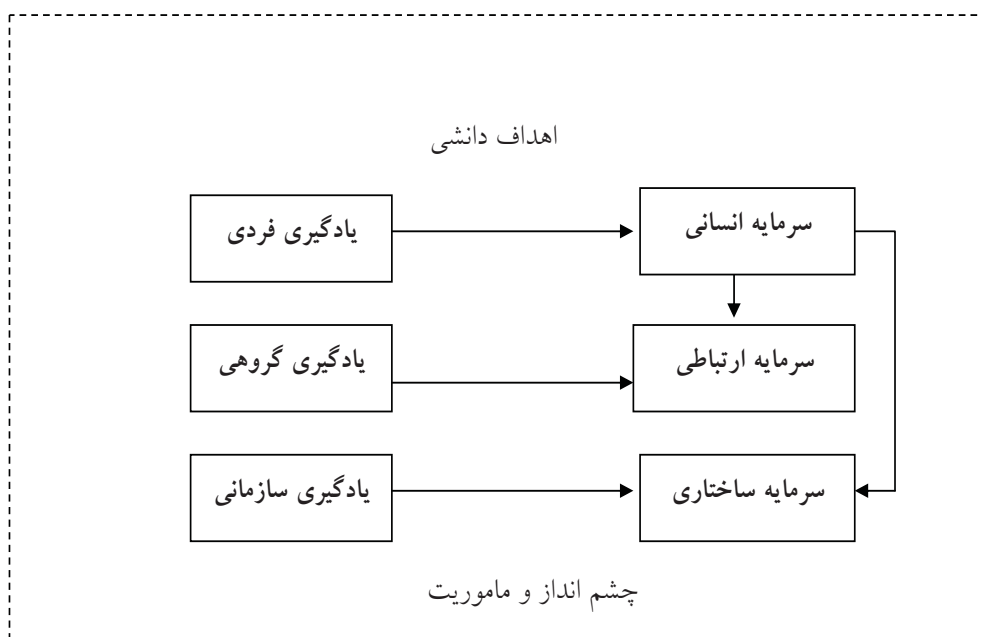 اهداف دانشی
سرمایه انسانی
یادگیری فردی
سرمایه ارتباطی
یادگیری گروهی
سرمایه ساختاری
یادگیری سازمانی
چشم انداز و ماموریت